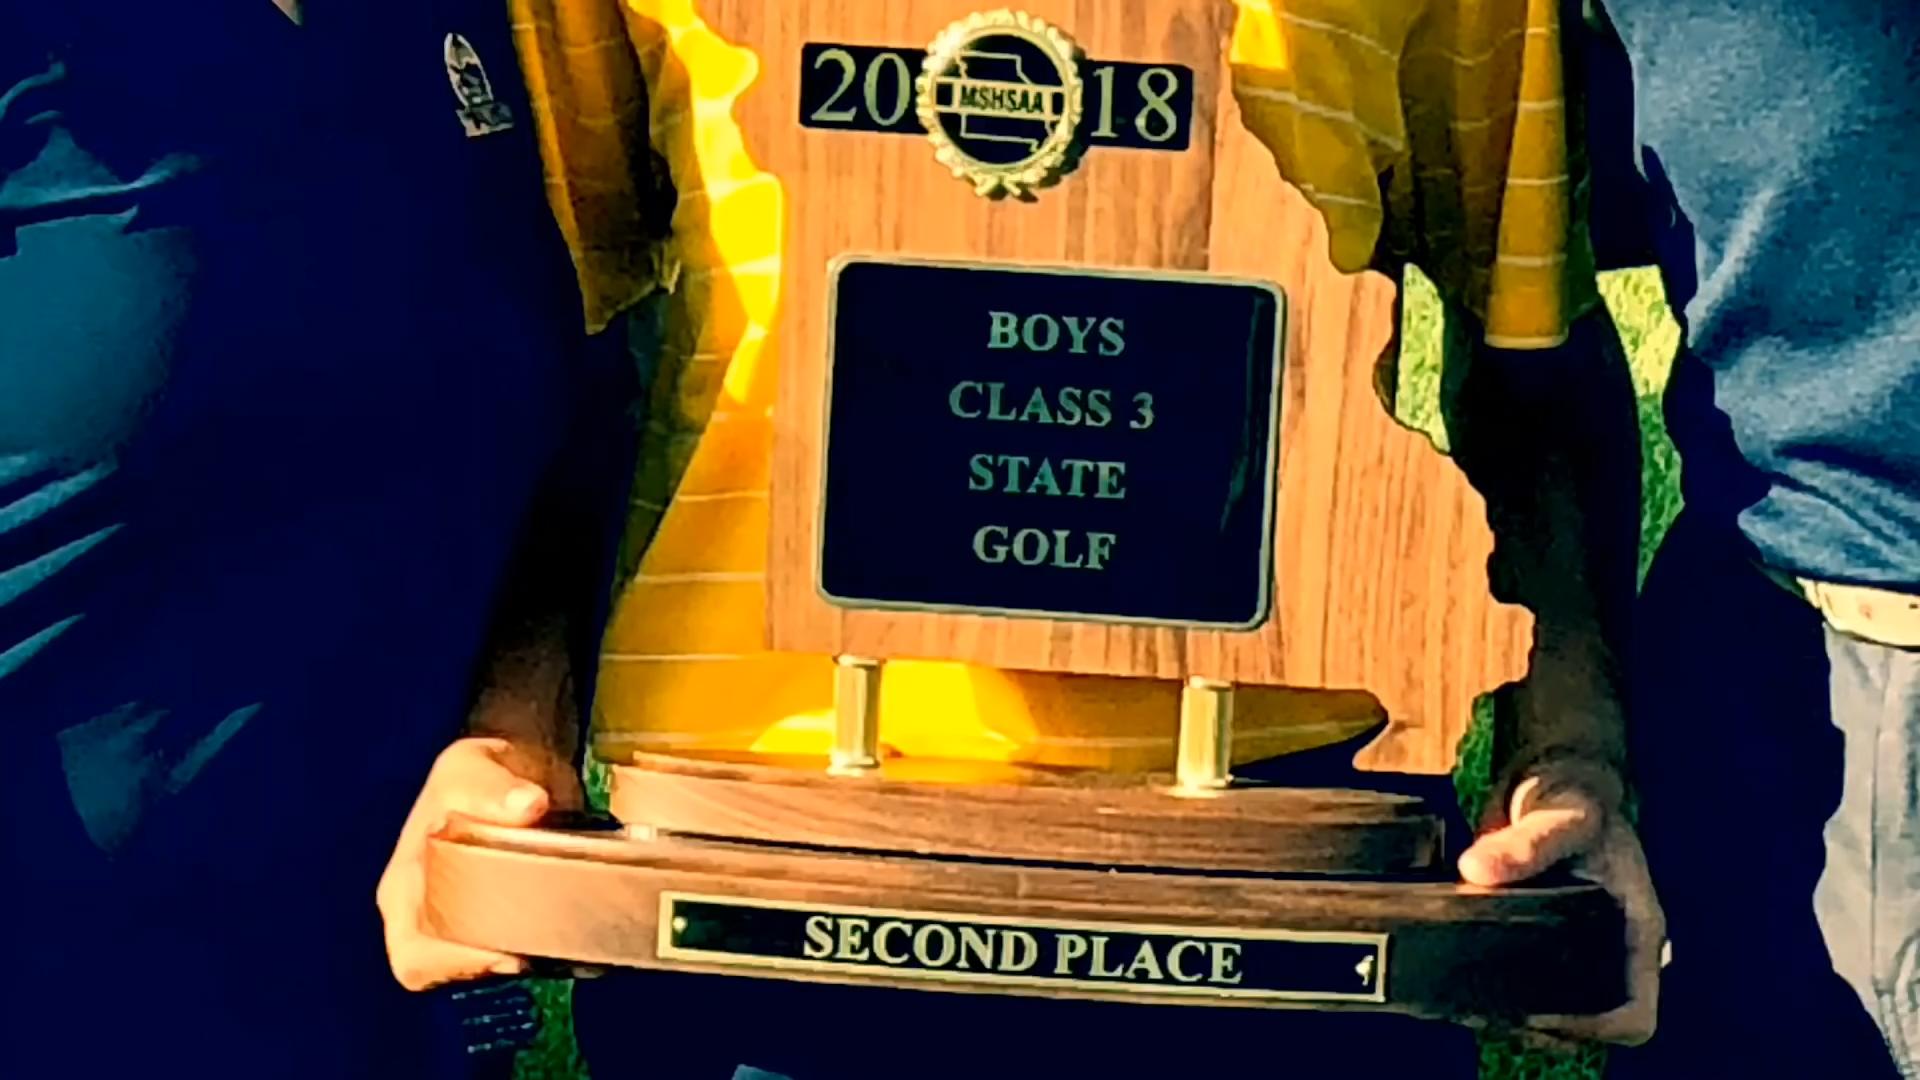 20 MSHSAA 18
BOYS
CLASS 3
STATE
GOLF
SECOND PLACE